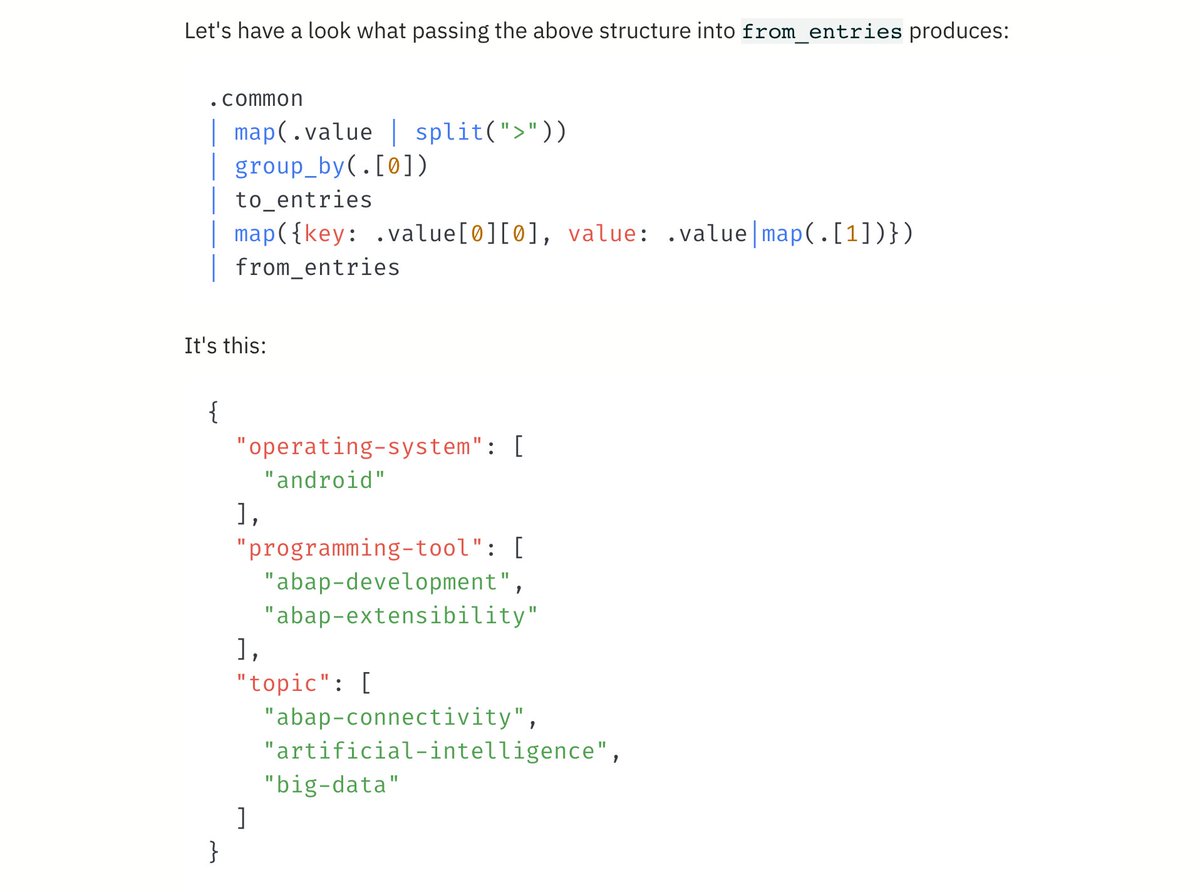 Let's have a look what passing the above structure into from_entries produces:
.common
| map(.value | split(">"))
| group_by(.[0])
| to_entries
| map({key: .value[0][0], value: .value|map(.[1])})
| from_entries
It's this:
{
  "operating-system": [
    "android"
  ],
  "programming-tool": [
    "abap-development",
    "abap-extensibility"
  ],
  "topic": [
    "abap-connectivity",
    "artificial-intelligence",
    "big-data"
  ]
}